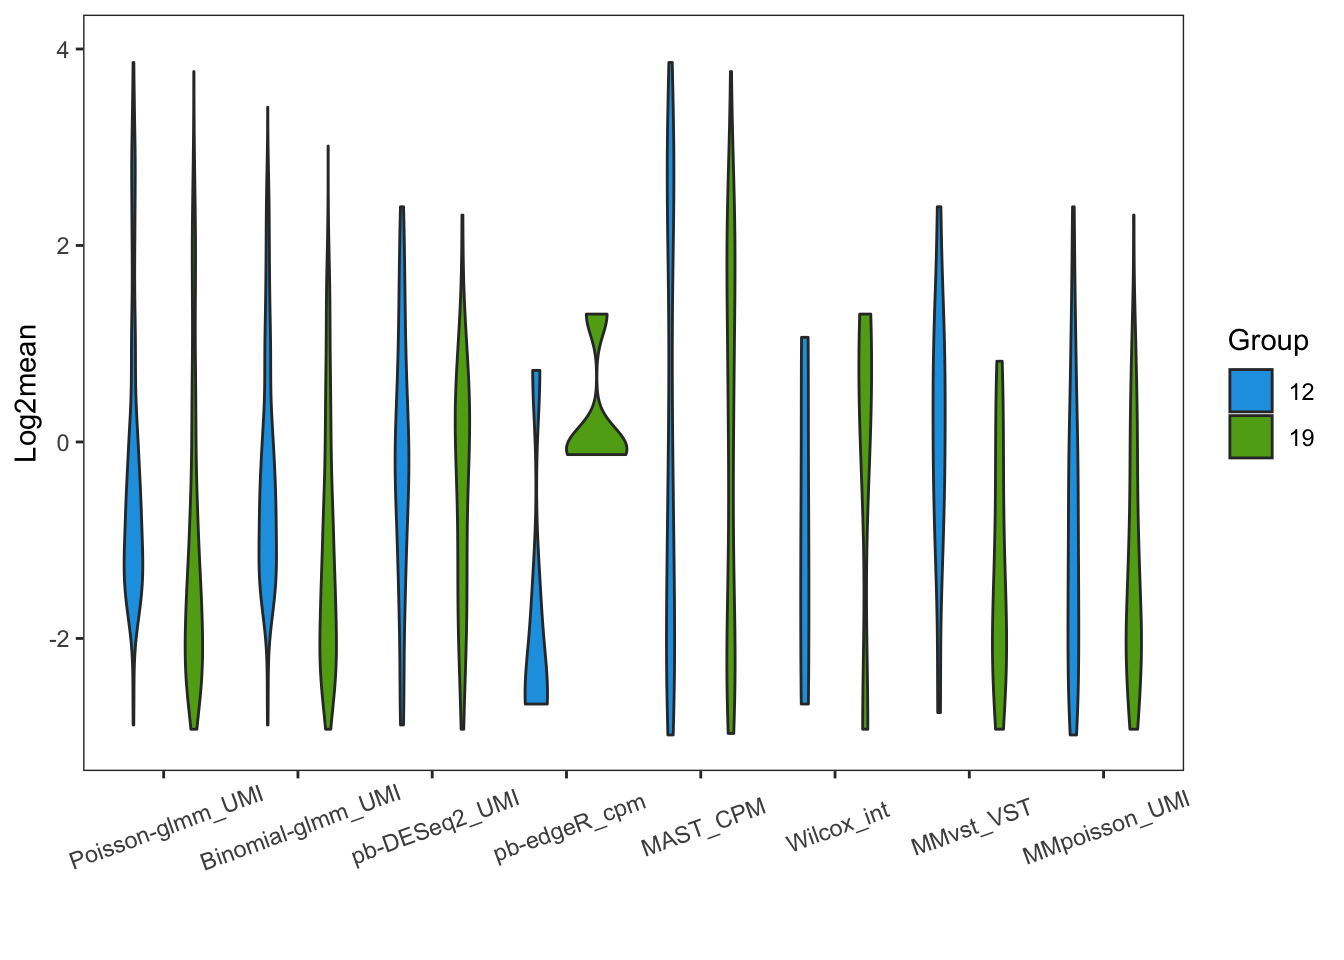 4
2
0
-2
Log2mean
Poisson-glmm_UMI
Binomial-glmm_UMI
pb-DESeq2_UMI
pb-edgeR_cpm
MAST_CPM
Wilcox_int
MMvst_VST
MMpoisson_UMI
Group
12
19